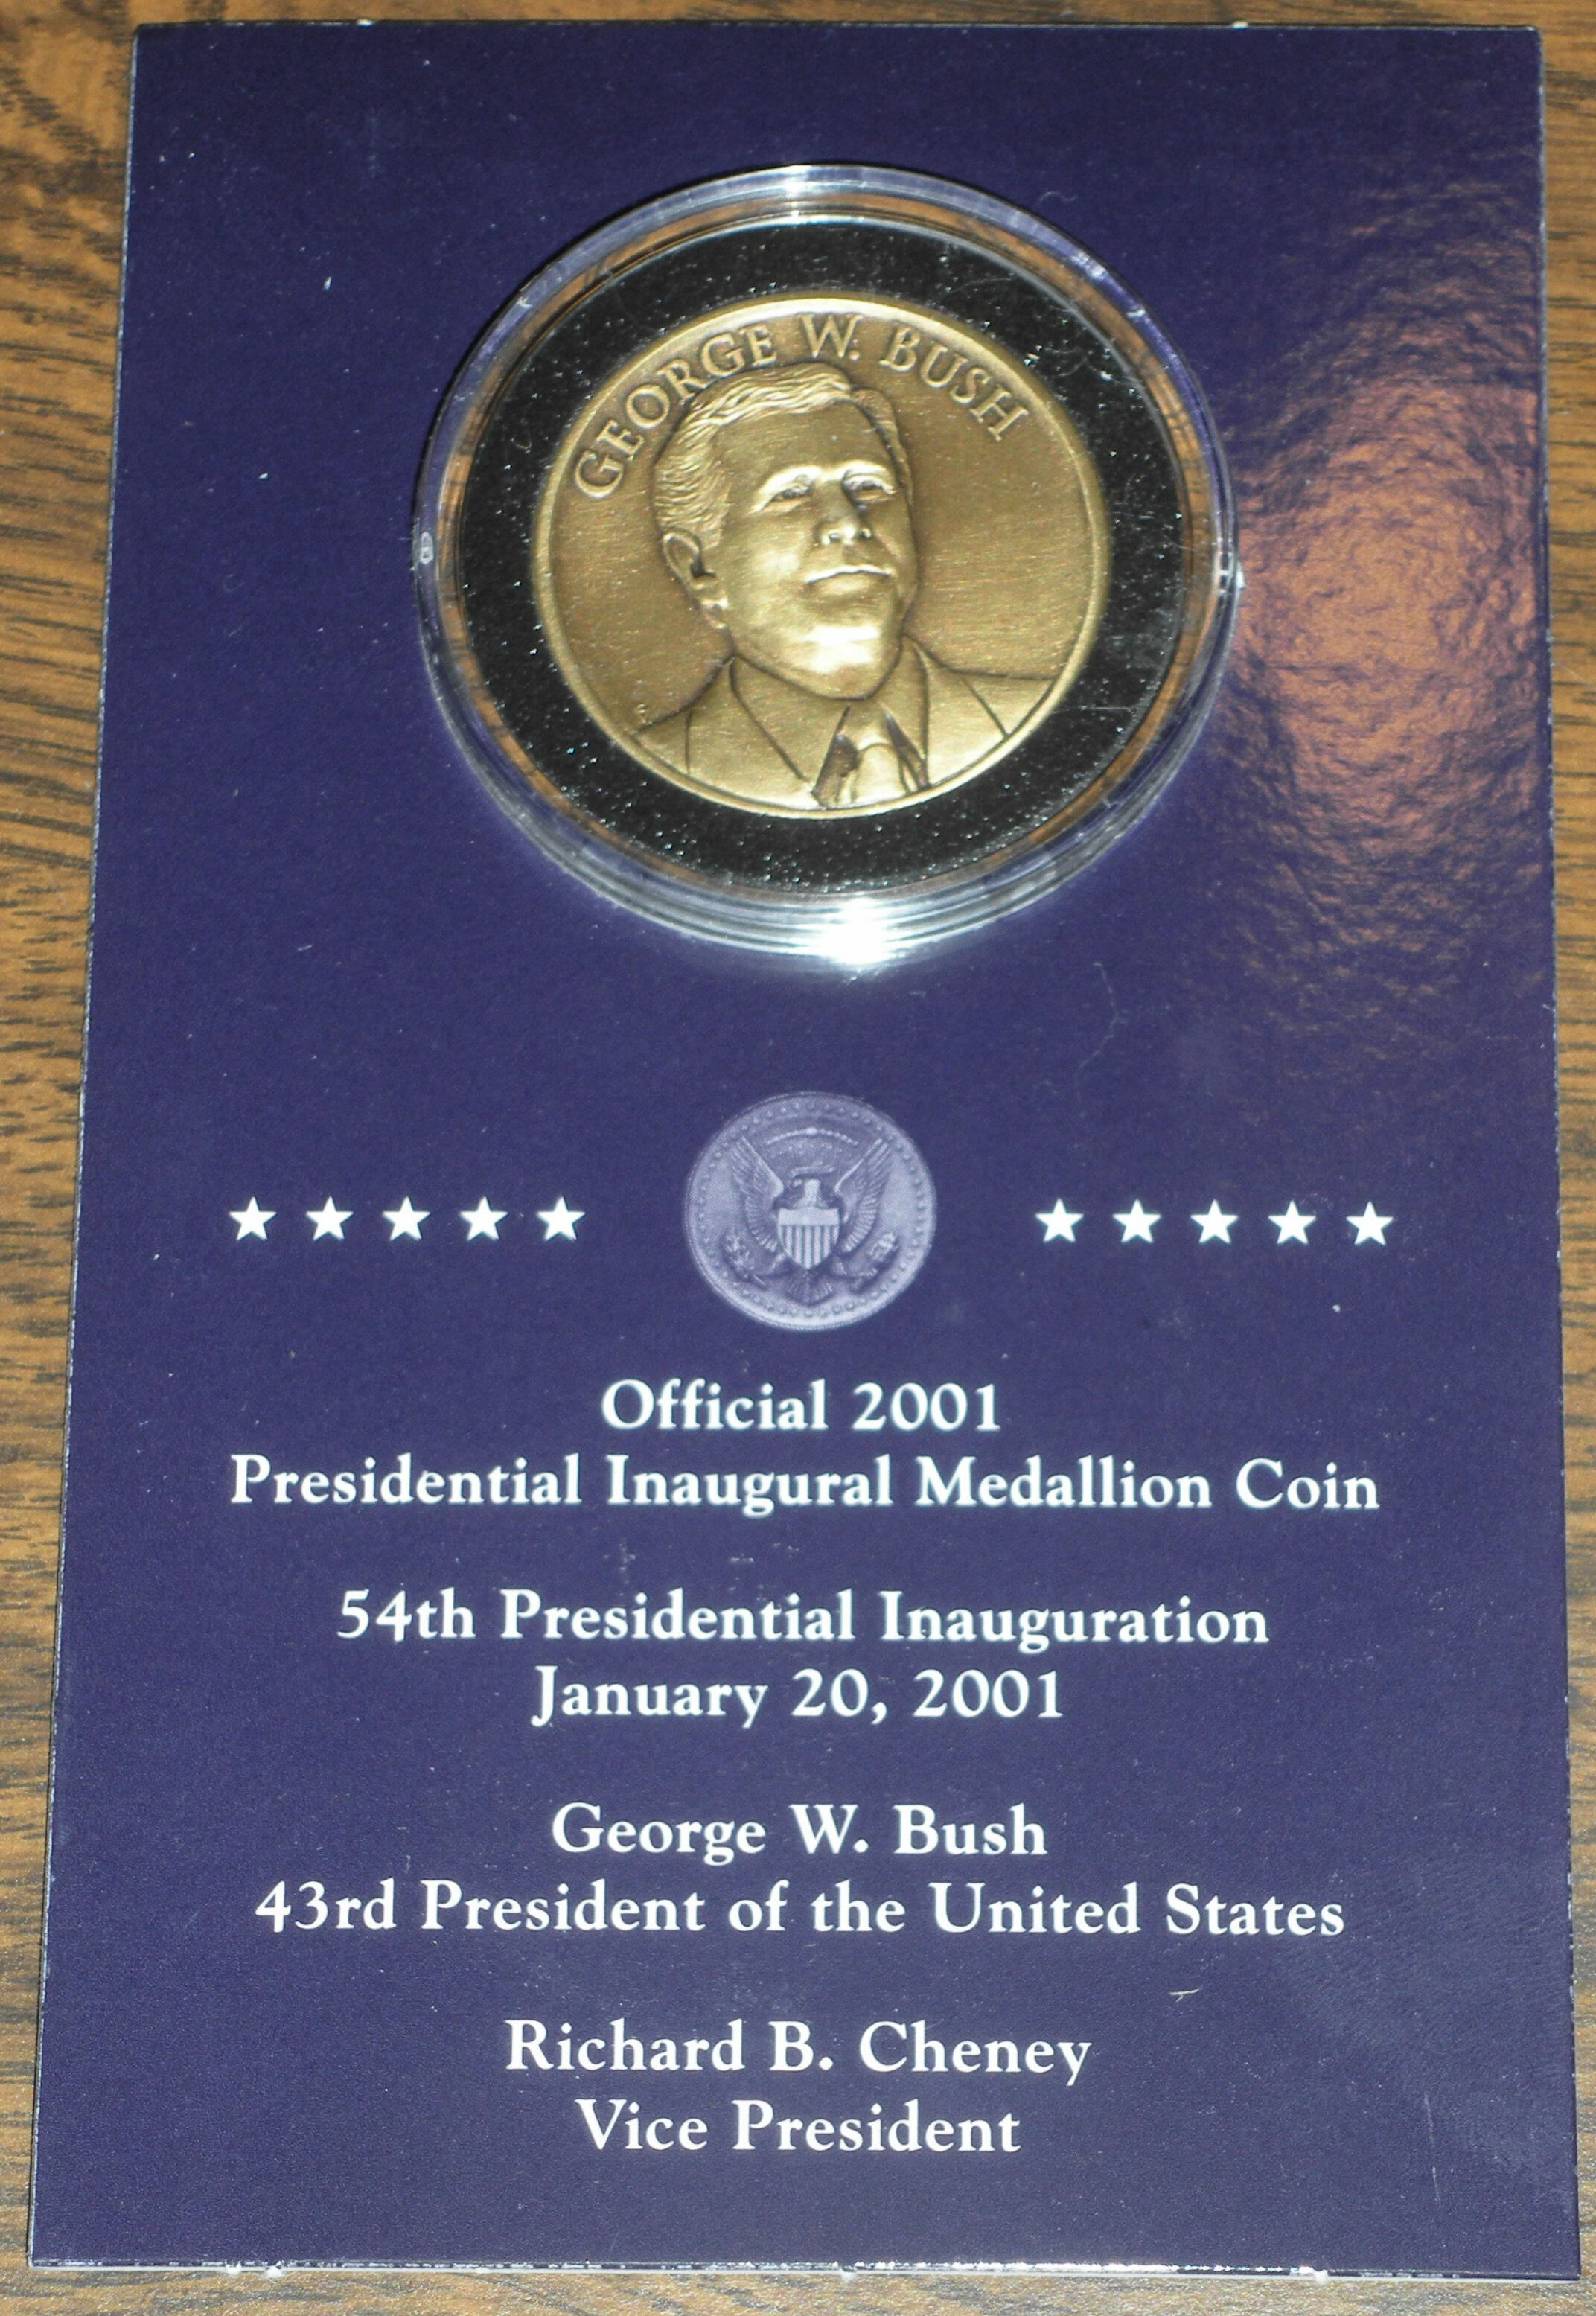 GEORGE W. BUSH
Official 2001
Presidential Inaugural Medallion Coin
54th Presidential Inauguration
January 20, 2001
George W. Bush
43rd President of the United States
Richard B. Cheney
Vice President